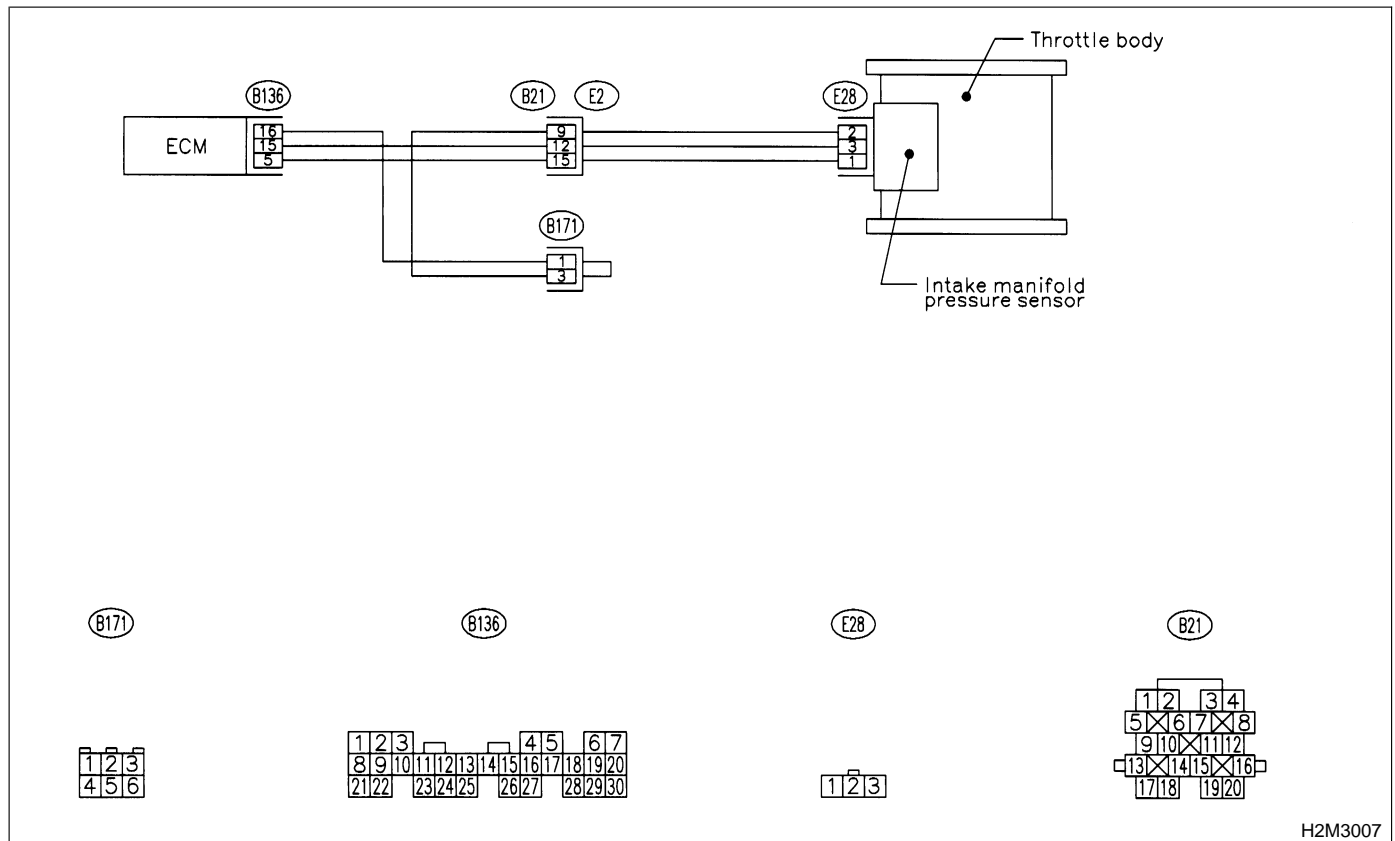 Throttle body
B136
B21
E2
E28
ECM
16
15
5
9
12
15
2
3
1
B171
1
3
Intake manifold
pressure sensor
B171
B136
E28
B21
1 2 3
4 5 6
1 2 3 4 5 6 7
8 9 10 11 12 13 14 15 16 17 18 19 20
21 22 23 24 25 26 27 28 29 30
1 2 3
1 2 3 4
5 6 7 8
9 10 11 12
13 14 15 16
17 18 19 20
H2M3007